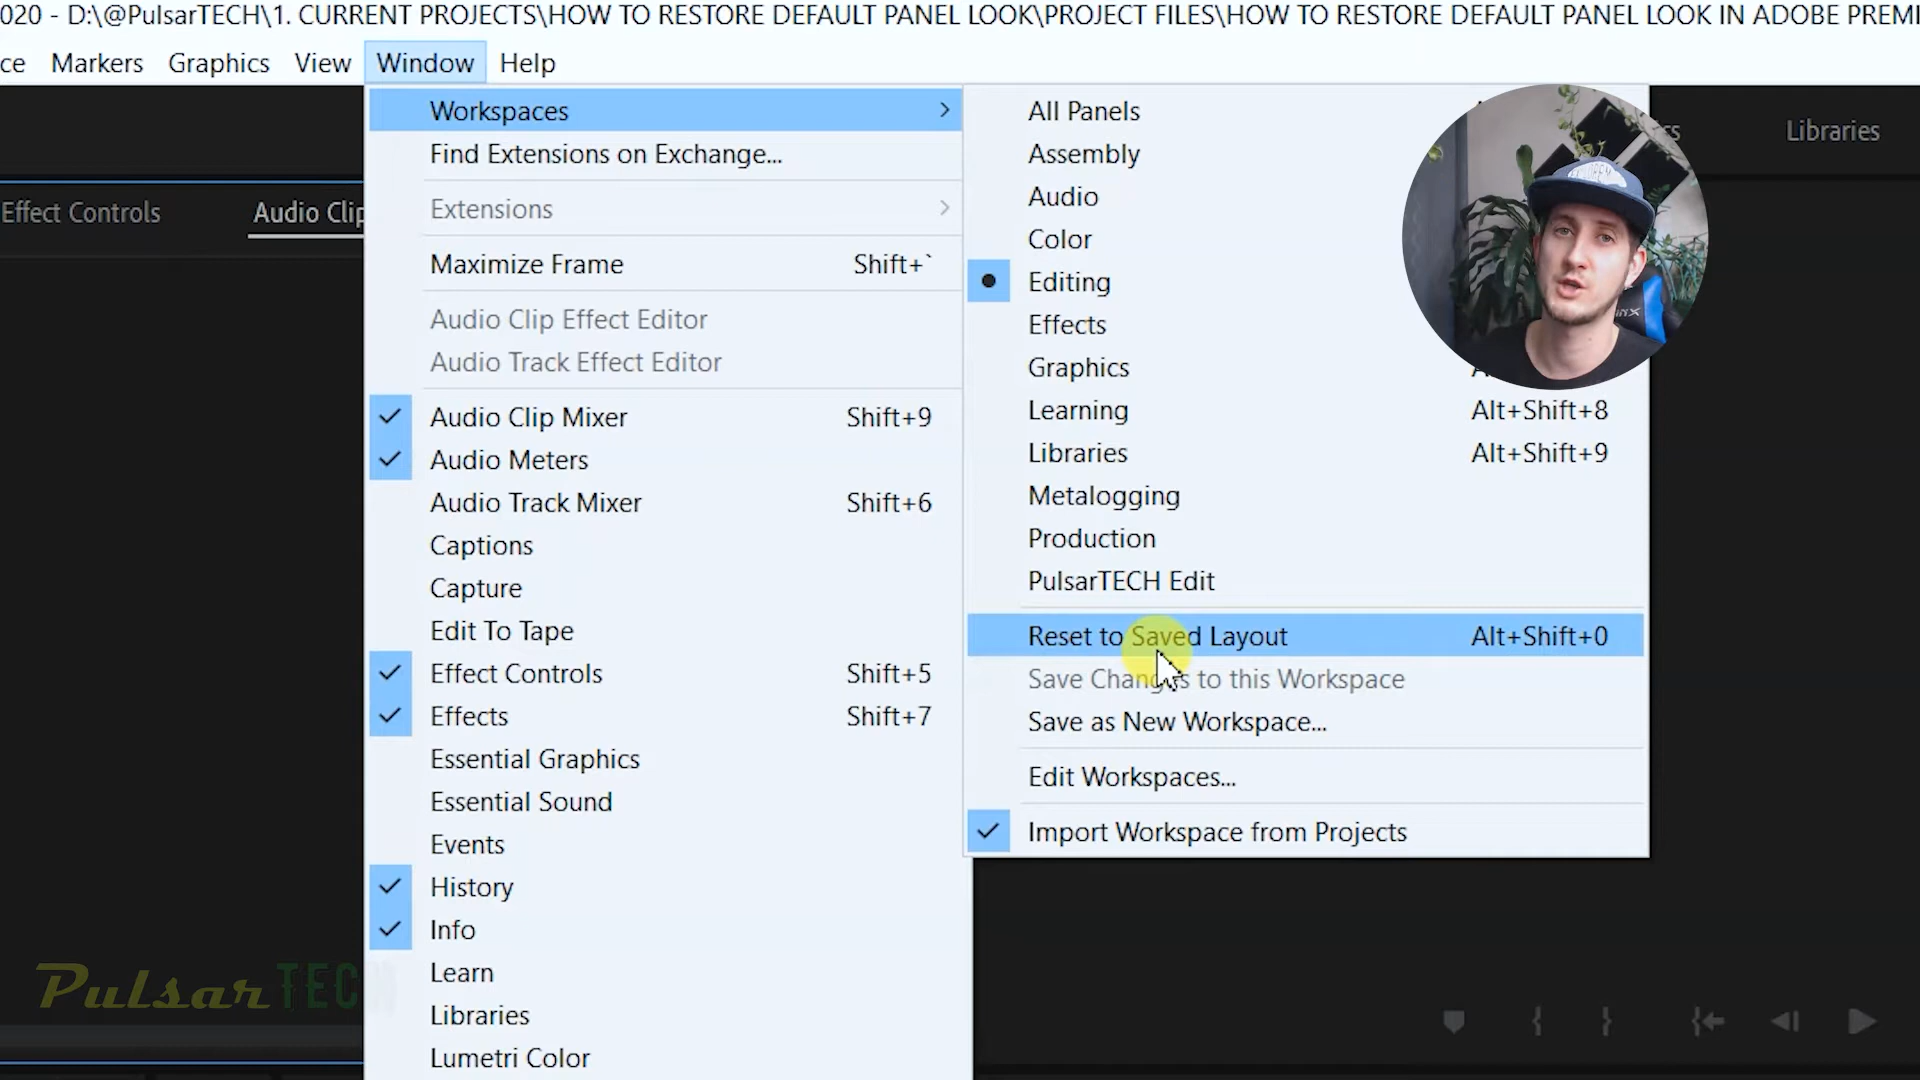 020 - D:\@PulsarTECH\1. CURRENT PROJECTS\HOW TO RESTORE DEFAULT PANEL LOOK\PROJECT FILES\HOW TO RESTORE DEFAULT PANEL LOOK IN ADOBE PREMI
ce Markers Graphics View Window Help
Effect Controls Audio Clip
Workspaces
Find Extensions on Exchange...
Extensions
Maximize Frame Shift+`
Audio Clip Effect Editor
Audio Track Effect Editor
Audio Clip Mixer Shift+9
Audio Meters
Audio Track Mixer Shift+6
Captions
Capture
Edit To Tape
Effect Controls Shift+5
Effects Shift+7
Essential Graphics
Essential Sound
Events
History
Info
Learn
Libraries
Lumetri Color
All Panels
Assembly
Audio
Color
Editing
Effects
Graphics
Learning Alt+Shift+8
Libraries Alt+Shift+9
Metalogging
Production
PulsarTECH Edit
Reset to Saved Layout Alt+Shift+0
Save Changes to this Workspace
Save as New Workspace...
Edit Workspaces...
Import Workspace from Projects
Libraries
PulsarTEC